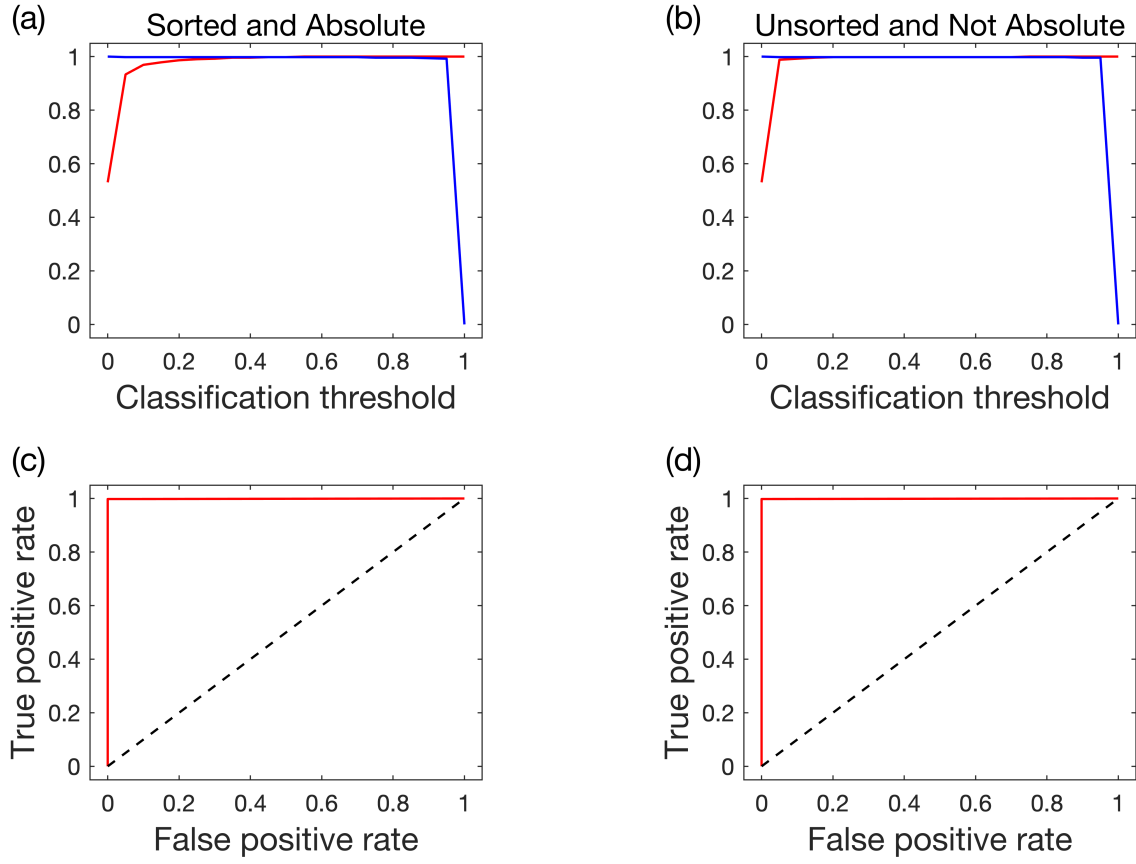 (a)
Sorted and Absolute
1
0.8
0.6
0.4
0.2
0
0 0.2 0.4 0.6 0.8 1
Classification threshold
(b)
Unsorted and Not Absolute
1
0.8
0.6
0.4
0.2
0
0 0.2 0.4 0.6 0.8 1
Classification threshold
(c)
True positive rate
1
0.8
0.6
0.4
0.2
0
0 0.2 0.4 0.6 0.8 1
False positive rate
(d)
True positive rate
1
0.8
0.6
0.4
0.2
0
0 0.2 0.4 0.6 0.8 1
False positive rate